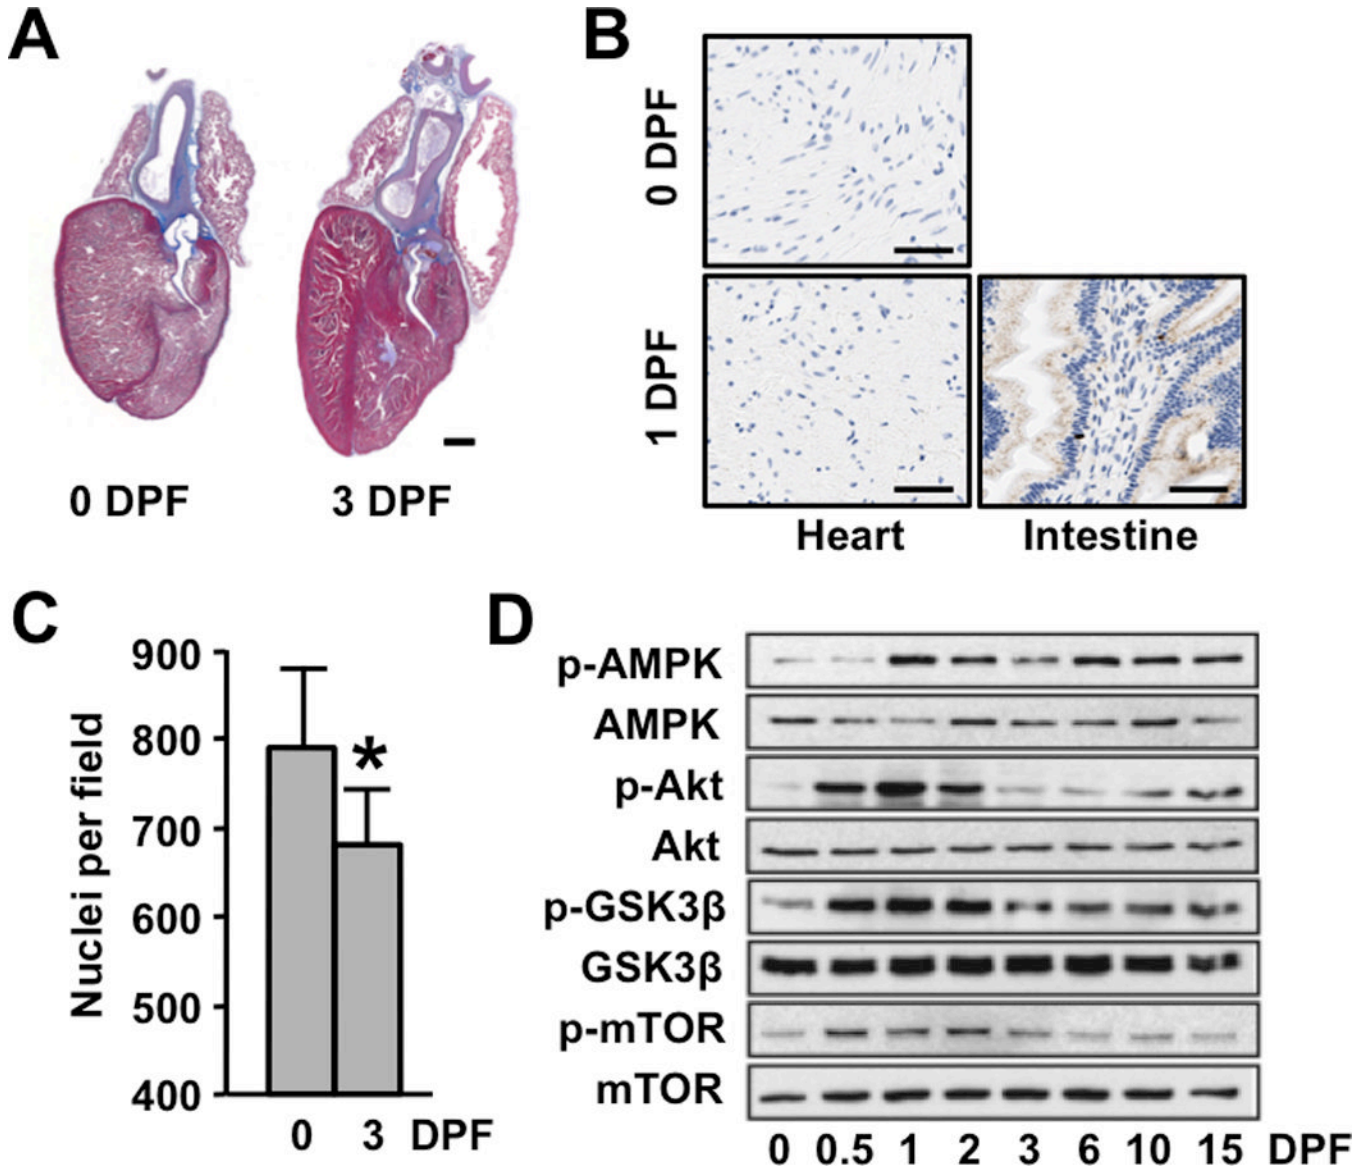 A
0 DPF
3 DPF
B
0 DPF
1 DPF
Heart
Intestine
C
Nuclei per field
900
800
700
600
500
400
*
0 3 DPF
D
p-AMPK
AMPK
p-Akt
Akt
p-GSK3β
GSK3β
p-mTOR
mTOR
0 0.5 1 2 3 6 10 15 DPF